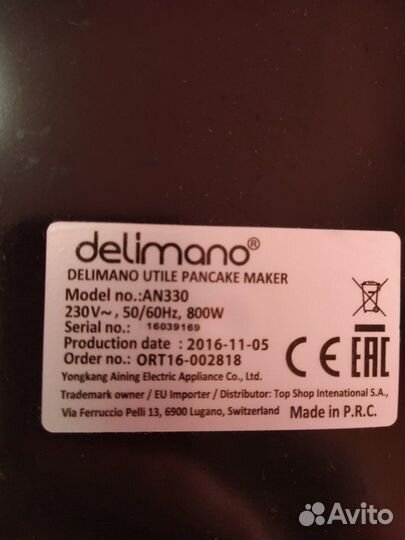 delimano®
DELIMANO UTILE PANCAKE MAKER
Model no.:AN330
230V~, 50/60Hz, 800W
Serial no.: 16039169
Production date : 2016-11-05
Order no.: ORT16-002818
CE EAC
Yongkang Aining Electric Appliance Co., Ltd.
Trademark owner / EU Importer / Distributor: Top Shop Intenational S.A.,
Via Ferruccio Pelli 13, 6900 Lugano, Switzerland Made in P.R.C.
Avito